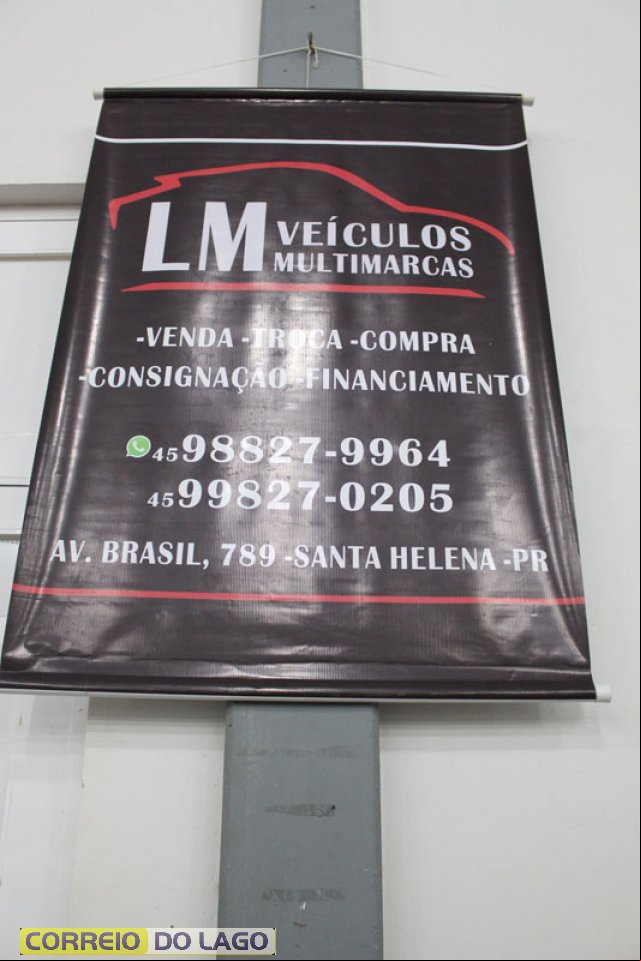 LM VEÍCULOS
MULTIMARCAS
-VENDA -TROCA -COMPRA
-CONSIGNAÇÃO -FINANCIAMENTO
45 98827-9964
45 99827-0205
AV. BRASIL, 789 -SANTA HELENA -PR
CORREIO DO LAGO